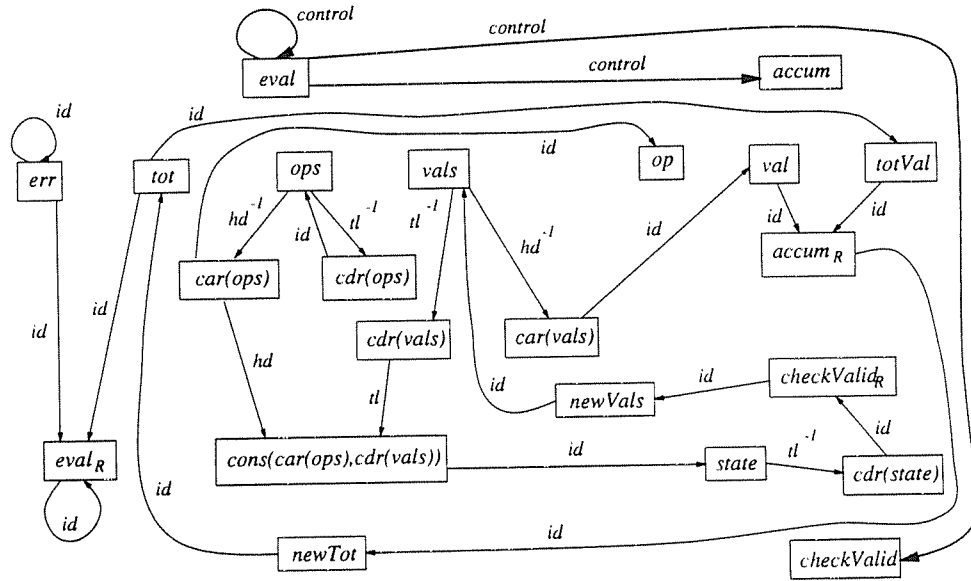 control
control
eval
control
accum
id
id
id
err
tot
ops
vals
op
val
totVal
hd⁻¹
id
tl⁻¹
tl⁻¹
hd⁻¹
id
id
id
car(ops)
cdr(ops)
accum_R
id
id
cdr(vals)
car(vals)
hd
tl
id
newVals
id
checkValid_R
id
eval_R
cons(car(ops),cdr(vals))
id
state
tl⁻¹
cdr(state)
id
id
newTot
id
checkValid